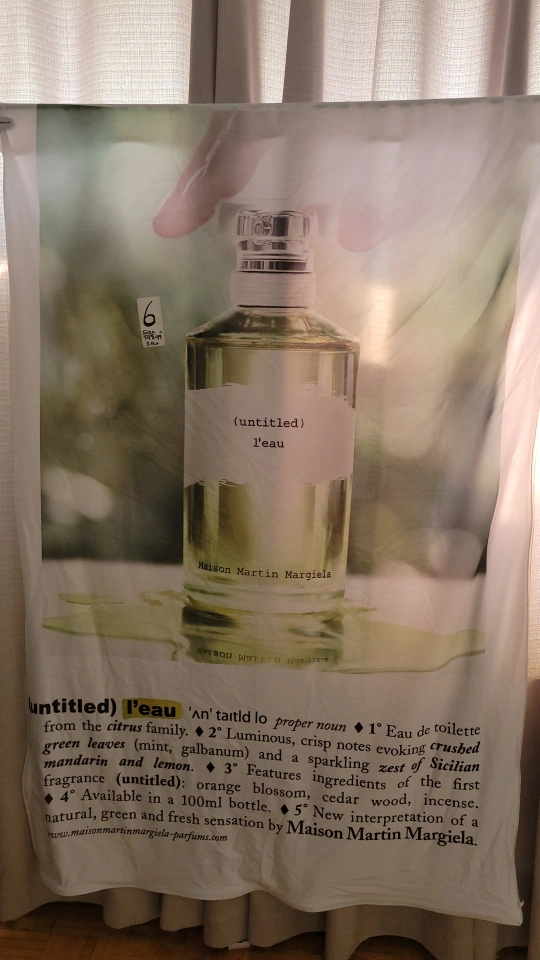 6
(untitled)
l'eau
Maison Martin Margiela
(untitled) l'eau 'ʌn' taɪtld lo proper noun ◆ 1° Eau de toilette
from the citrus family. ◆ 2° Luminous, crisp notes evoking crushed
green leaves (mint, galbanum) and a sparkling zest of Sicilian
mandarin and lemon. ◆ 3° Features ingredients of the first
fragrance (untitled): orange blossom, cedar wood, incense.
◆ 4° Available in a 100ml bottle. ◆ 5° New interpretation of a
natural, green and fresh sensation by Maison Martin Margiela.
www.maisonmartinmargiela-parfums.com